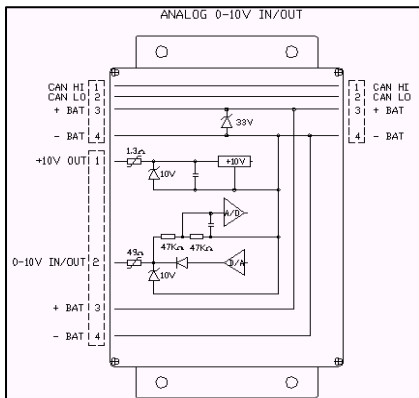 ANALOG 0-10V IN/OUT
CAN HI 1 1 CAN HI
CAN LO 2 2 CAN LO
+ BAT 3 3 + BAT
33V
- BAT 4 4 - BAT
+10V OUT 1 1.3Ω +10V
10V
A/D
47KΩ 47KΩ
0-10V IN/OUT 2 49Ω D/A
10V
+ BAT 3
- BAT 4